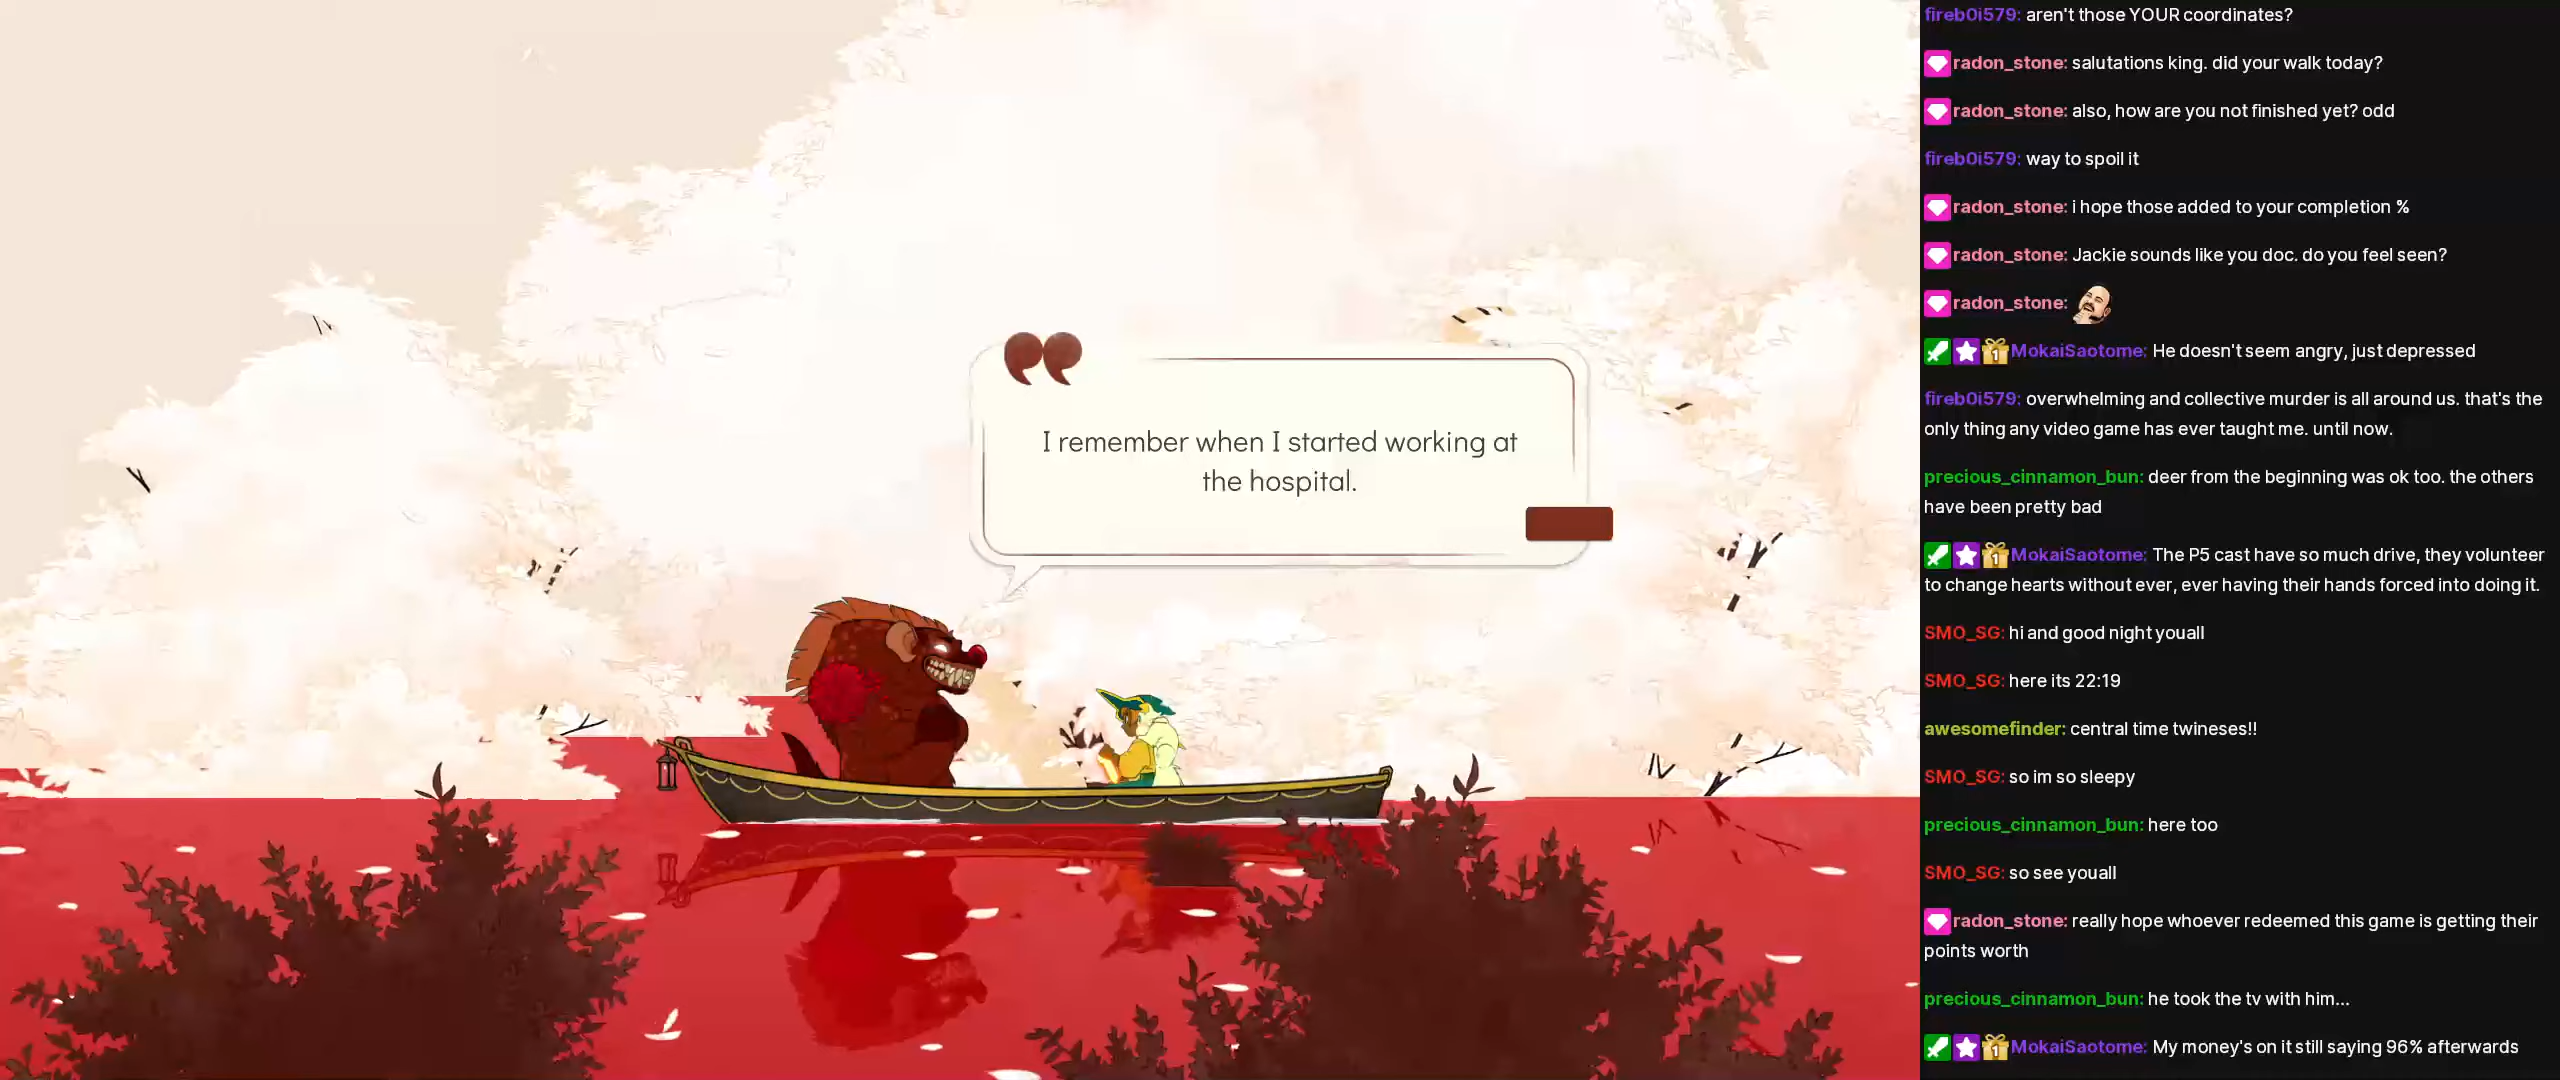 I remember when I started working at
the hospital.
fireb0i579: aren't those YOUR coordinates?
radon_stone: salutations king. did your walk today?
radon_stone: also, how are you not finished yet? odd
fireb0i579: way to spoil it
radon_stone: i hope those added to your completion %
radon_stone: Jackie sounds like you doc. do you feel seen?
radon_stone:
1 MokaiSaotome: He doesn't seem angry, just depressed
fireb0i579: overwhelming and collective murder is all around us. that's the
only thing any video game has ever taught me. until now.
precious_cinnamon_bun: deer from the beginning was ok too. the others
have been pretty bad
1 MokaiSaotome: The P5 cast have so much drive, they volunteer
to change hearts without ever, ever having their hands forced into doing it.
SMO_SG: hi and good night youall
SMO_SG: here its 22:19
awesomefinder: central time twineses!!
SMO_SG: so im so sleepy
precious_cinnamon_bun: here too
SMO_SG: so see youall
radon_stone: really hope whoever redeemed this game is getting their
points worth
precious_cinnamon_bun: he took the tv with him...
1 MokaiSaotome: My money's on it still saying 96% afterwards